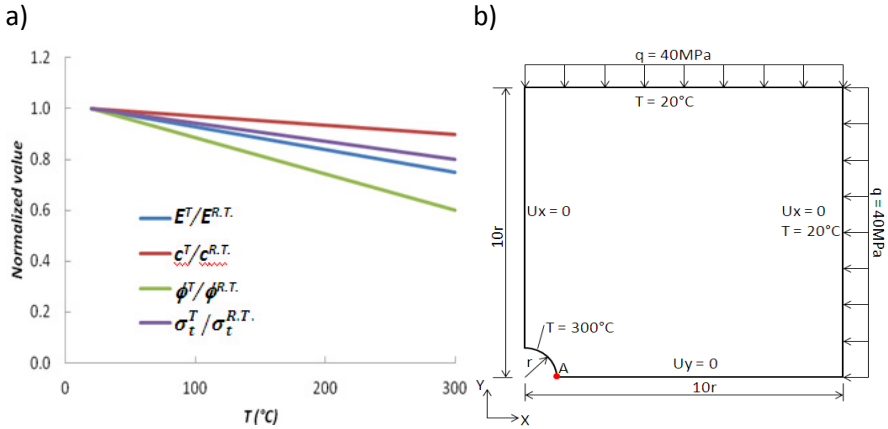 a)
Normalized value
1.2
1.0
0.8
0.6
0.4
0.2
0.0
E^T/E^R.T.
c^T/c^R.T.
ϕ^T/ϕ^R.T.
σ_t^T/σ_t^R.T.
0
100
200
300
T (°C)
b)
q = 40MPa
T = 20°C
10r
Ux = 0
Ux = 0
T = 20°C
q = 40MPa
T = 300°C
r
A
Uy = 0
10r
Y
X